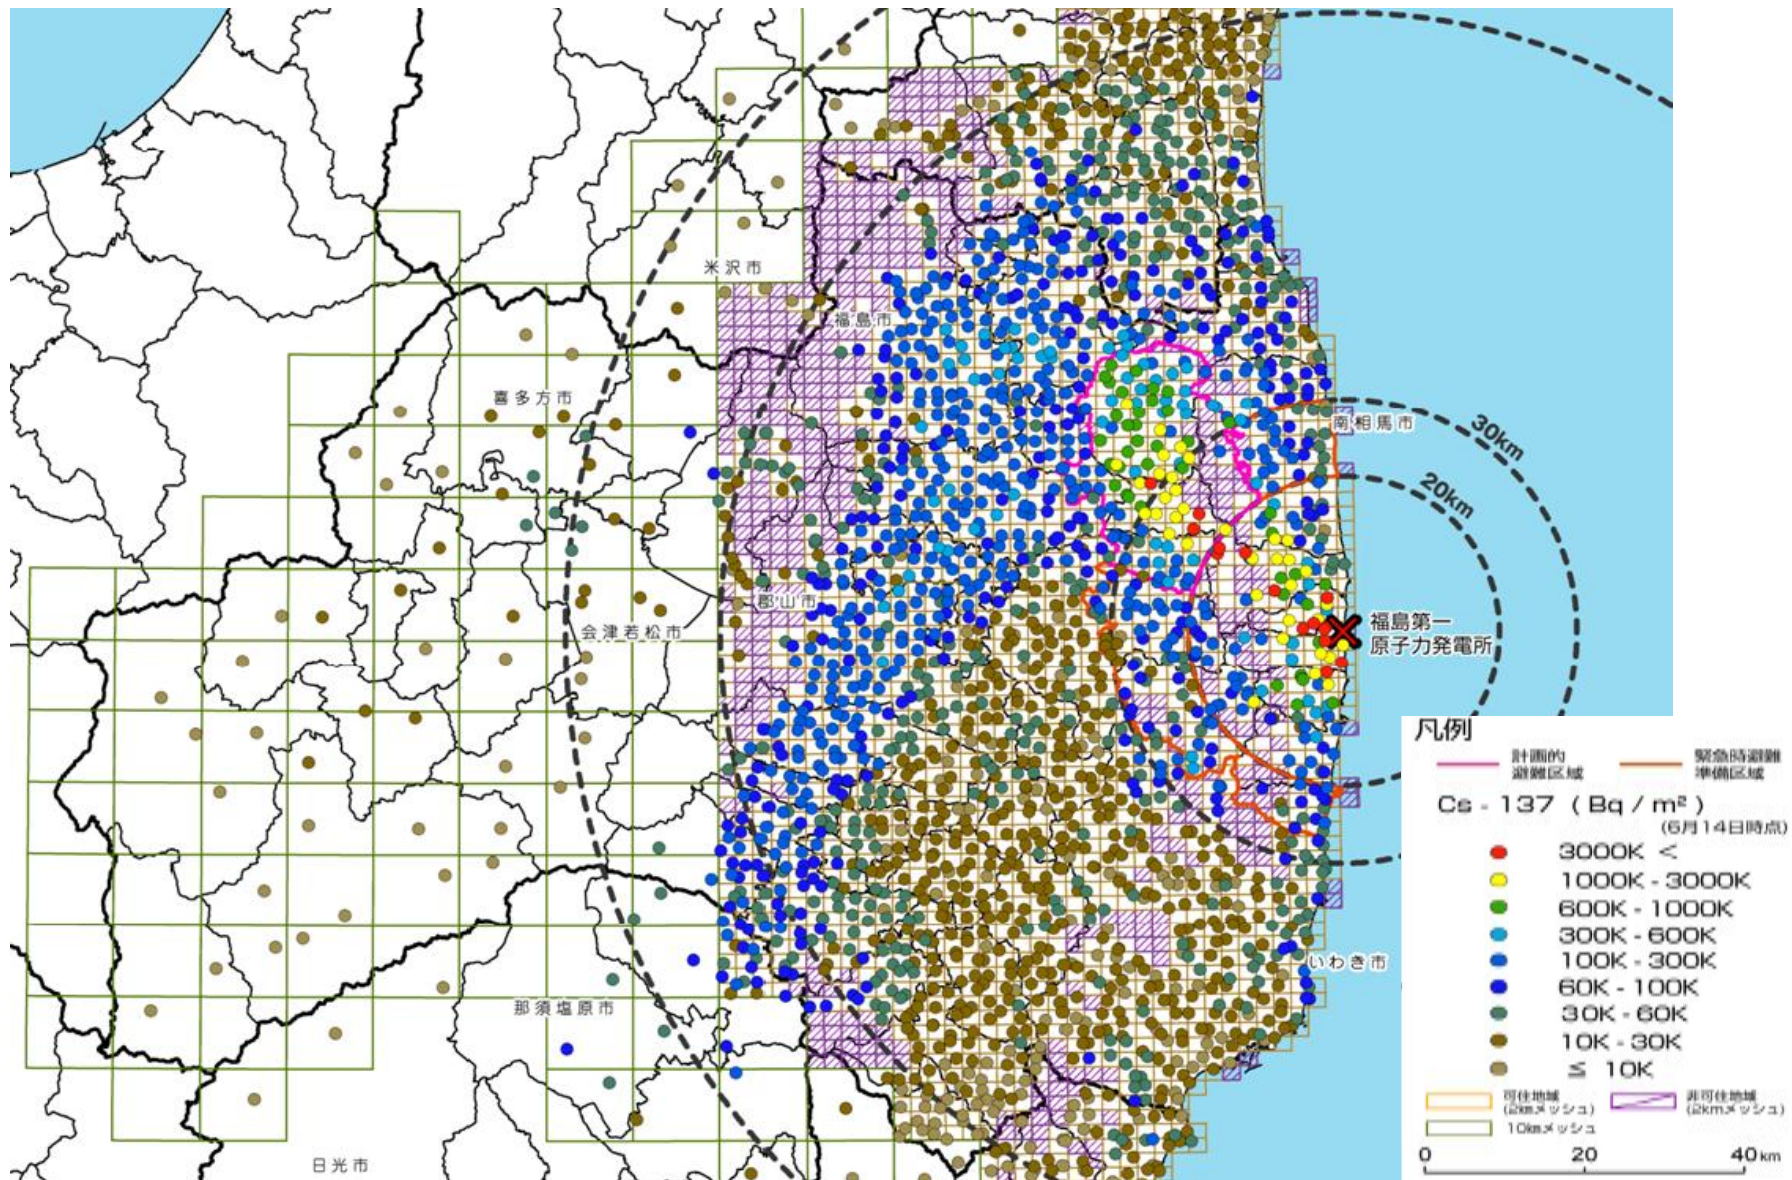 米沢市
福島市
喜多方市
南相馬市
30km
20km
郡山市
会津若松市
福島第一
原子力発電所
いわき市
那須塩原市
日光市
凡例
計画的
避難区域
緊急時避難
準備区域
Cs - 137 ( Bq / m² )
(6月14日時点)
3000K <
1000K - 3000K
600K - 1000K
300K - 600K
100K - 300K
60K - 100K
30K - 60K
10K - 30K
≤ 10K
可住地域
(2kmメッシュ)
非可住地域
(2kmメッシュ)
10kmメッシュ
0 20 40 km